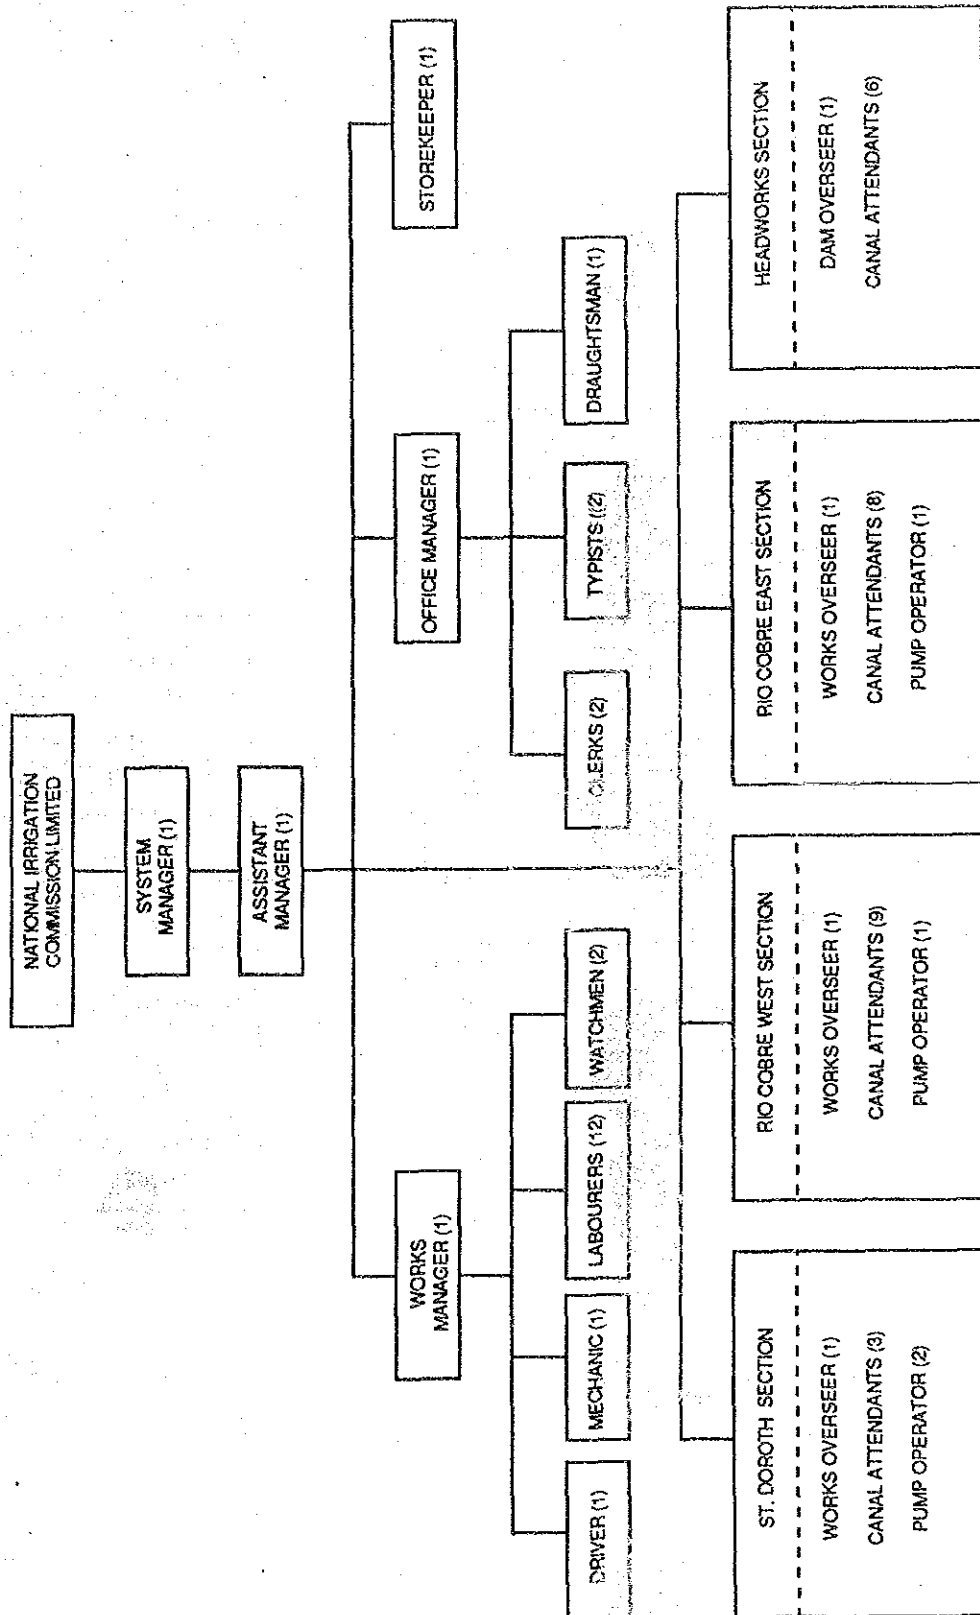 NATIONAL IRRIGATION
COMMISSION LIMITED
SYSTEM
MANAGER (1)
ASSISTANT
MANAGER (1)
WORKS
MANAGER (1)
OFFICE MANAGER (1)
STOREKEEPER (1)
DRIVER (1)
MECHANIC (1)
LABOURERS (12)
WATCHMEN (2)
CLERKS (2)
TYPISTS ((2)
DRAUGHTSMAN (1)
ST. DOROTH SECTION
WORKS OVERSEER (1)
CANAL ATTENDANTS (3)
PUMP OPERATOR (2)
RIO COBRE WEST SECTION
WORKS OVERSEER (1)
CANAL ATTENDANTS (9)
PUMP OPERATOR (1)
RIO COBRE EAST SECTION
WORKS OVERSEER (1)
CANAL ATTENDANTS (8)
PUMP OPERATOR (1)
HEADWORKS SECTION
DAM OVERSEER (1)
CANAL ATTENDANTS (6)